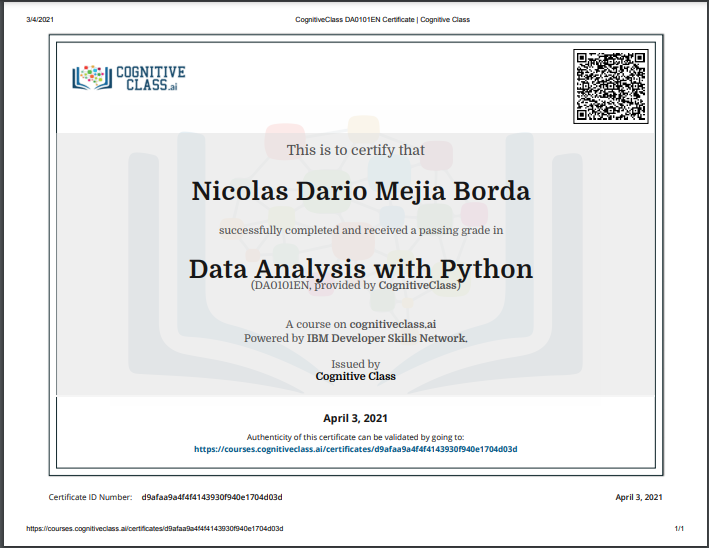 3/4/2021 CognitiveClass DA0101EN Certificate | Cognitive Class
COGNITIVE
CLASS.ai
This is to certify that
Nicolas Dario Mejia Borda
successfully completed and received a passing grade in
Data Analysis with Python
(DA0101EN, provided by CognitiveClass)
A course on cognitiveclass.ai
Powered by IBM Developer Skills Network.
Issued by
Cognitive Class
April 3, 2021
Authenticity of this certificate can be validated by going to:
https://courses.cognitiveclass.ai/certificates/d9afaa9a4f4f4143930f940e1704d03d
Certificate ID Number: d9afaa9a4f4f4143930f940e1704d03d April 3, 2021
https://courses.cognitiveclass.ai/certificates/d9afaa9a4f4f4143930f940e1704d03d 1/1